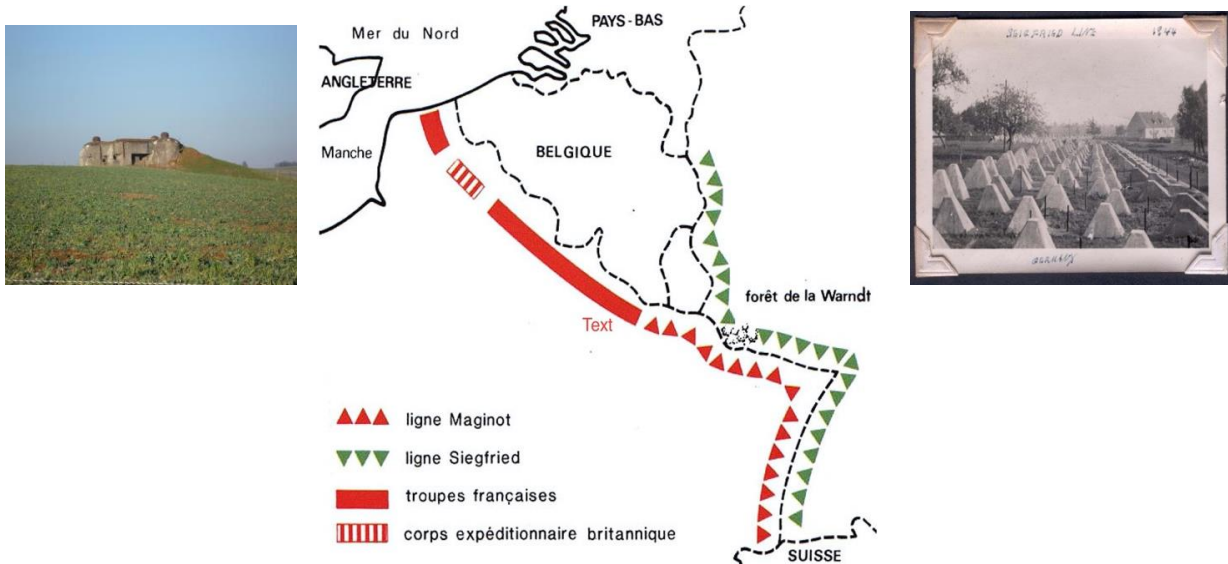 Mer du Nord
PAYS-BAS
ANGLETERRE
Manche
BELGIQUE
forêt de la Warndt
Text
ligne Maginot
ligne Siegfried
troupes françaises
corps expéditionnaire britannique
SUISSE
SEIGFRIED LINE 1944